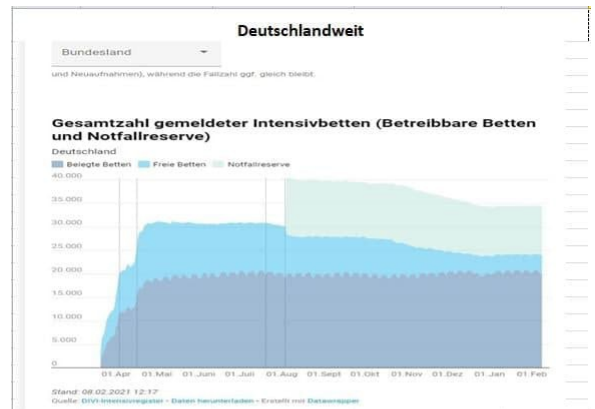 Deutschlandweit
Bundesland
und Neuaufnahmen), während die Fallzahl ggf. gleich bleibt.
Gesamtzahl gemeldeter Intensivbetten (Betreibbare Betten
und Notfallreserve)
Deutschland
Belegte Betten Freie Betten Notfallreserve
40.000
35.000
30.000
25.000
20.000
15.000
10.000
5.000
0
01.Apr 01.Mai 01.Juni 01.Juli 01.Aug 01.Sept 01.Okt 01.Nov 01.Dez 01.Jan 01.Feb
Stand: 08.02.2021 12:17
Quelle: DIVI-Intensivregister • Daten herunterladen • Erstellt mit Datawrapper